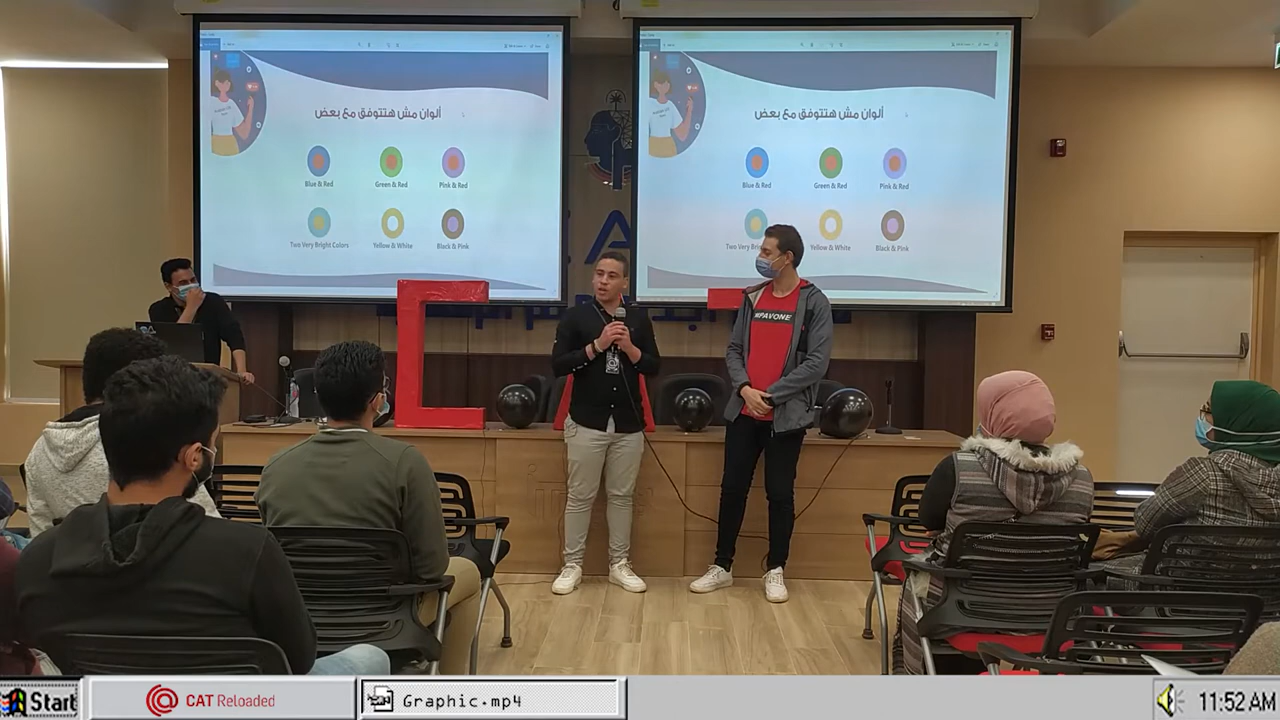 ألوان مش هتتوفق مع بعض
Blue & Red
Green & Red
Pink & Red
Two Very Bright Colors
Yellow & White
Black & Pink
ألوان مش هتتوفق مع بعض
Blue & Red
Green & Red
Pink & Red
Two Very
Yellow & White
Black & Pink
Start
CAT Reloaded
Graphic.mp4
11:52 AM